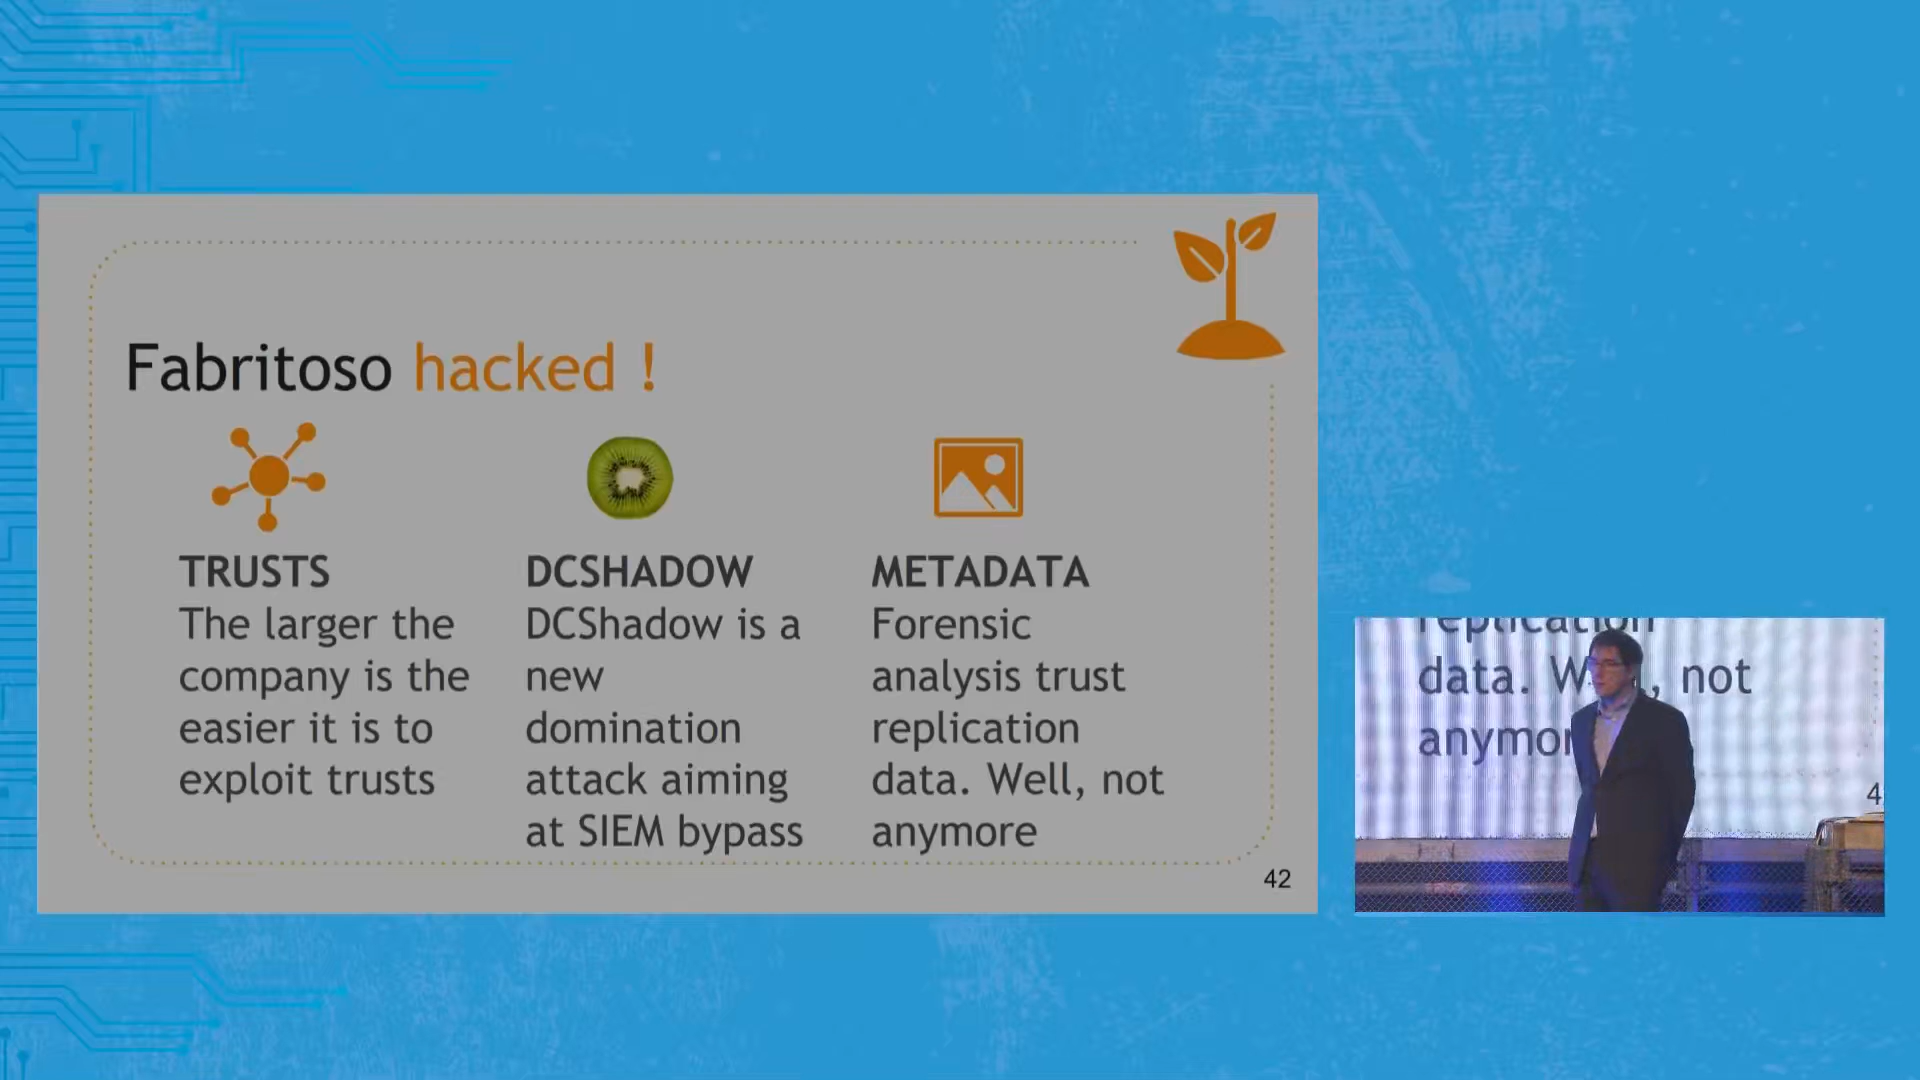 Fabritoso hacked !
TRUSTS
The larger the
company is the
easier it is to
exploit trusts
DCSHADOW
DCShadow is a
new
domination
attack aiming
at SIEM bypass
METADATA
Forensic
analysis trust
replication
data. Well, not
anymore
42
replication
data. W , not
anymor
4